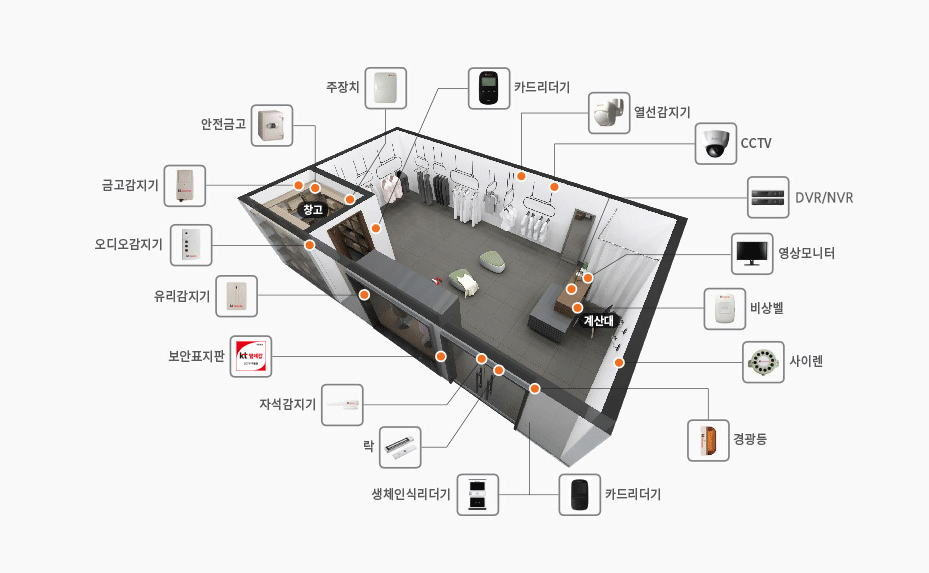 주장치
카드리더기
안전금고
열선감지기
CCTV
금고감지기
DVR/NVR
창고
오디오감지기
영상모니터
유리감지기
비상벨
계산대
보안표지판
kt 텔레캅
사이렌
자석감지기
경광등
락
생체인식리더기
카드리더기